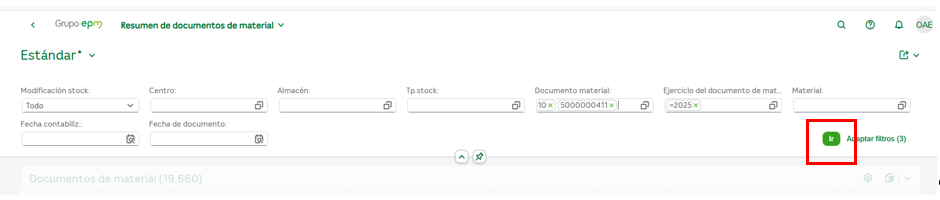 Grupo·epm Resumen de documentos de material OAE
Estándar*
Modificación stock: Centro: Almacén: Tp.stock: Documento material: Ejercicio del documento de mat... Material:
Todo 10 5000000411 =2025
Fecha contabiliz.: Fecha de documento:
Ir Adaptar filtros (3)
Documentos de material (19.660)